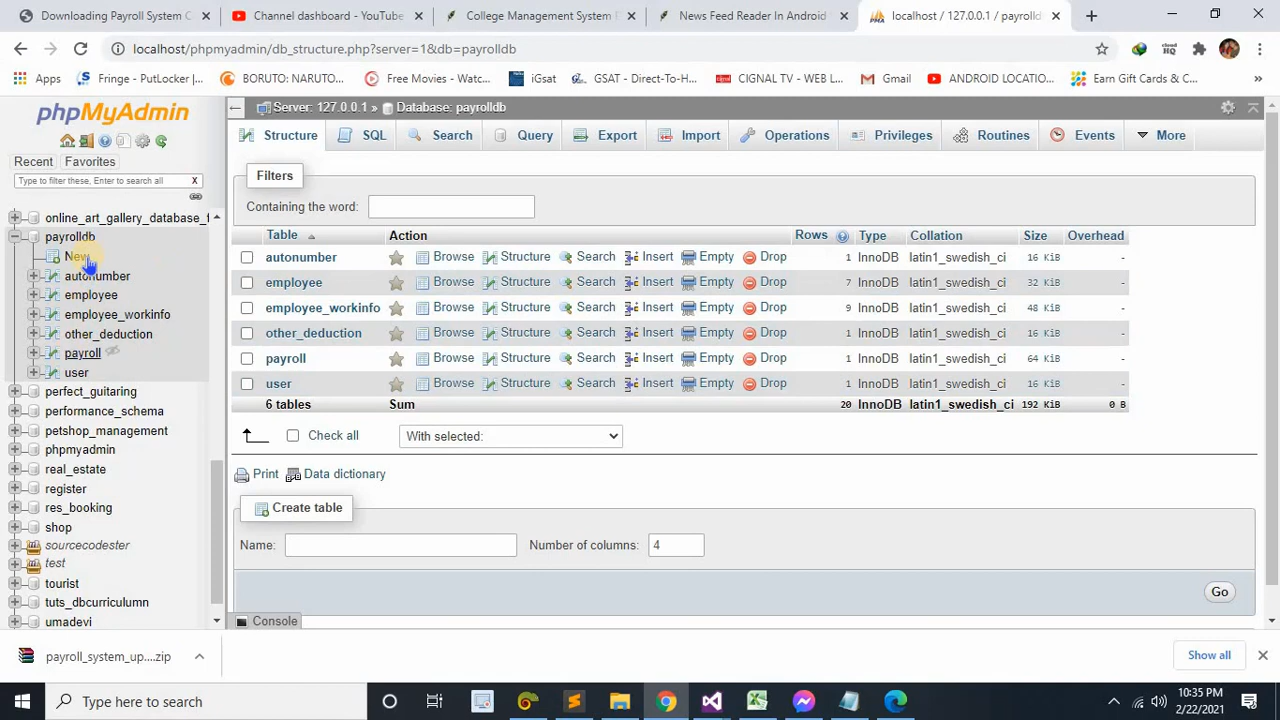 Downloading Payroll System C
Channel dashboard - YouTube
College Management System
News Feed Reader In Android
localhost / 127.0.0.1 / payrolld
localhost/phpmyadmin/db_structure.php?server=1&db=payrolldb
Apps
Fringe - PutLocker |...
BORUTO: NARUTO...
Free Movies - Watc...
iGsat
GSAT - Direct-To-H...
CIGNAL TV - WEB L...
Gmail
ANDROID LOCATIO...
Earn Gift Cards & C...
phpMyAdmin
Recent
Favorites
Type to filter these, Enter to search all
X
online_art_gallery_database_f
payrolldb
New
autonumber
employee
employee_workinfo
other_deduction
payroll
user
perfect_guitaring
performance_schema
petshop_management
phpmyadmin
real_estate
register
res_booking
shop
sourcecodester
test
tourist
tuts_dbcurriculumn
umadevi
Server: 127.0.0.1 » Database: payrolldb
Structure
SQL
Search
Query
Export
Import
Operations
Privileges
Routines
Events
More
Filters
Containing the word:
Table Action Rows Type Collation Size Overhead
autonumber Browse Structure Search Insert Empty Drop 1 InnoDB latin1_swedish_ci 16 KiB -
employee Browse Structure Search Insert Empty Drop 7 InnoDB latin1_swedish_ci 32 KiB -
employee_workinfo Browse Structure Search Insert Empty Drop 9 InnoDB latin1_swedish_ci 48 KiB -
other_deduction Browse Structure Search Insert Empty Drop 1 InnoDB latin1_swedish_ci 16 KiB -
payroll Browse Structure Search Insert Empty Drop 1 InnoDB latin1_swedish_ci 64 KiB -
user Browse Structure Search Insert Empty Drop 1 InnoDB latin1_swedish_ci 16 KiB -
6 tables Sum 20 InnoDB latin1_swedish_ci 192 KiB 0 B
Check all
With selected:
Print
Data dictionary
Create table
Name:
Number of columns: 4
Go
Console
payroll_system_up....zip
Show all
Type here to search
10:35 PM
2/22/2021